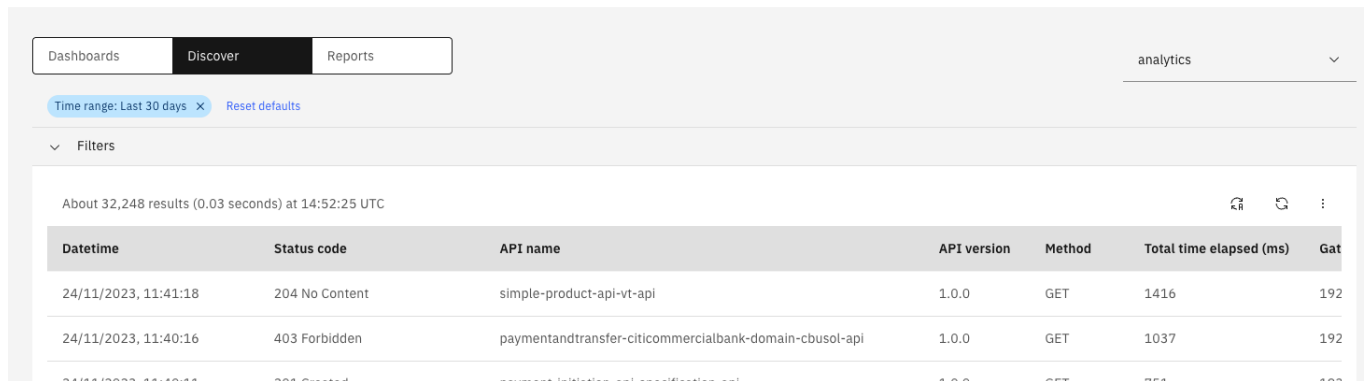 Dashboards Discover Reports
analytics
Time range: Last 30 days × Reset defaults
Filters
About 32,248 results (0.03 seconds) at 14:52:25 UTC
Datetime Status code API name API version Method Total time elapsed (ms) Gat
24/11/2023, 11:41:18 204 No Content simple-product-api-vt-api 1.0.0 GET 1416 192
24/11/2023, 11:40:16 403 Forbidden paymentandtransfer-citicommercialbank-domain-cbusol-api 1.0.0 GET 1037 192